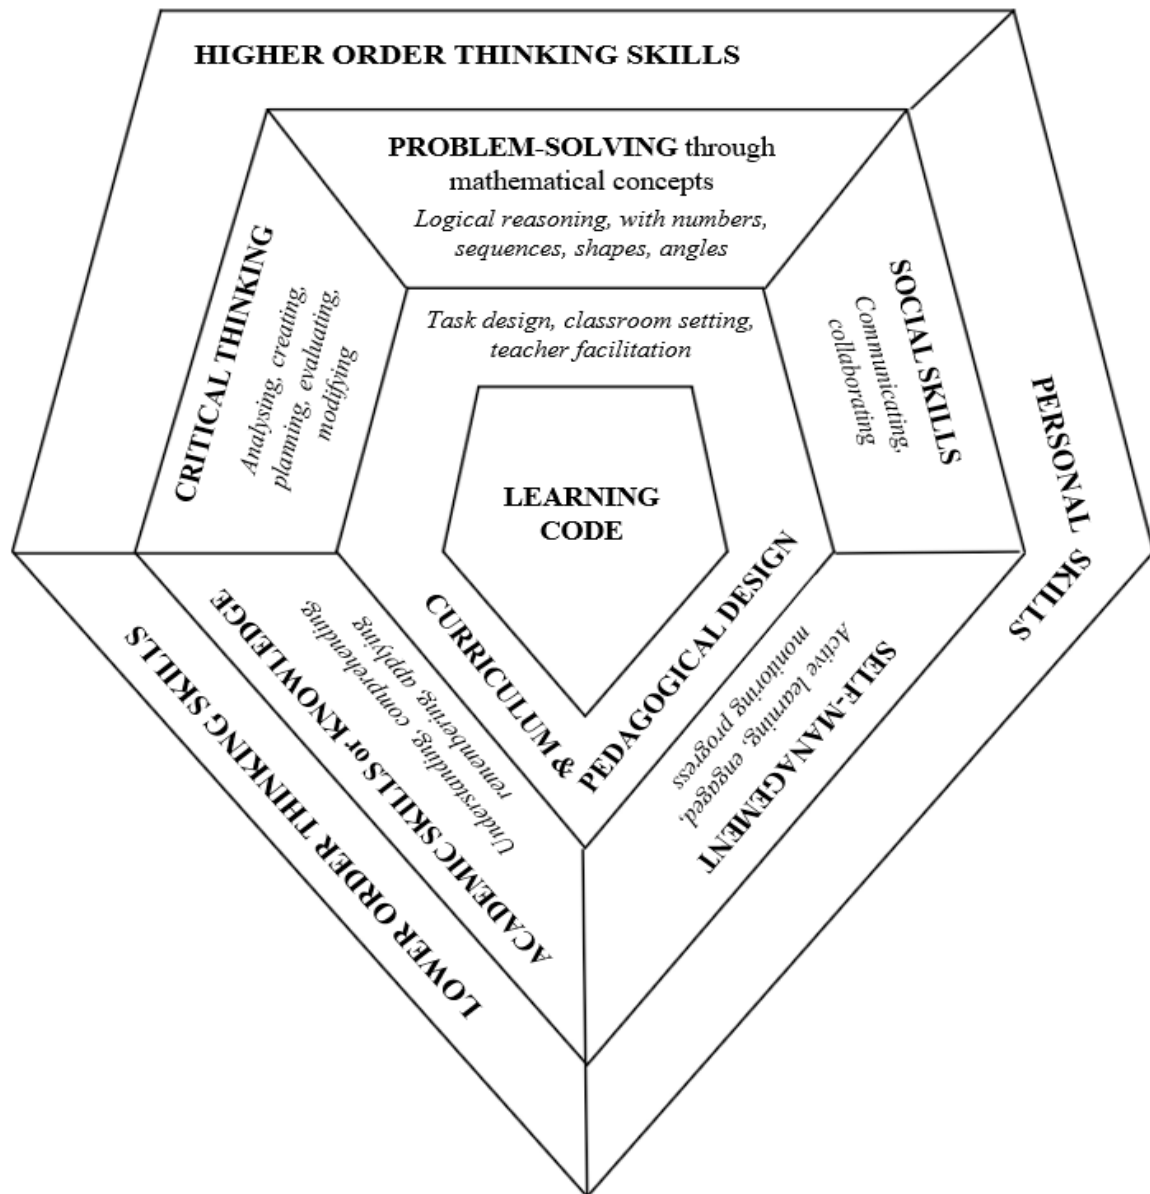 HIGHER ORDER THINKING SKILLS
PROBLEM-SOLVING through
mathematical concepts
Logical reasoning, with numbers,
sequences, shapes, angles
CRITICAL THINKING
Analysing, creating,
planning, evaluating,
modifying
Task design, classroom setting,
teacher facilitation
SOCIAL SKILLS
Communicating,
collaborating
PERSONAL SKILLS
LEARNING
CODE
CURRICULUM &
PEDAGOGICAL DESIGN
ACADEMIC SKILLS or KNOWLEDGE
Understanding, comprehending,
remembering, applying
SELF-MANAGEMENT
Active learning, engaged,
monitoring progress
LOWER ORDER THINKING SKILLS